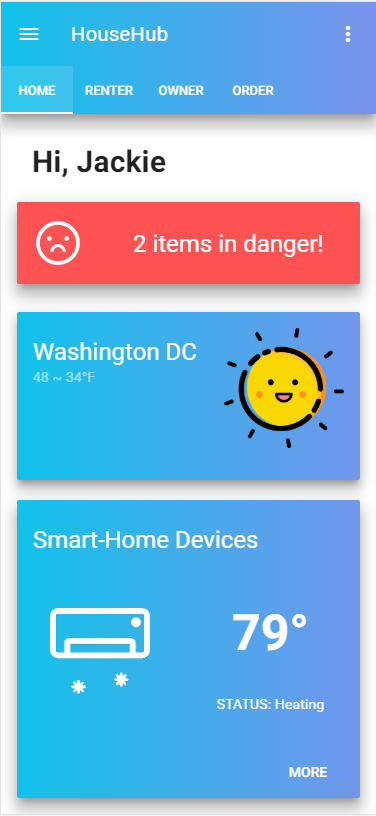 HouseHub
HOME RENTER OWNER ORDER
Hi, Jackie
2 items in danger!
Washington DC
48 ~ 34°F
Smart-Home Devices
79°
STATUS: Heating
MORE